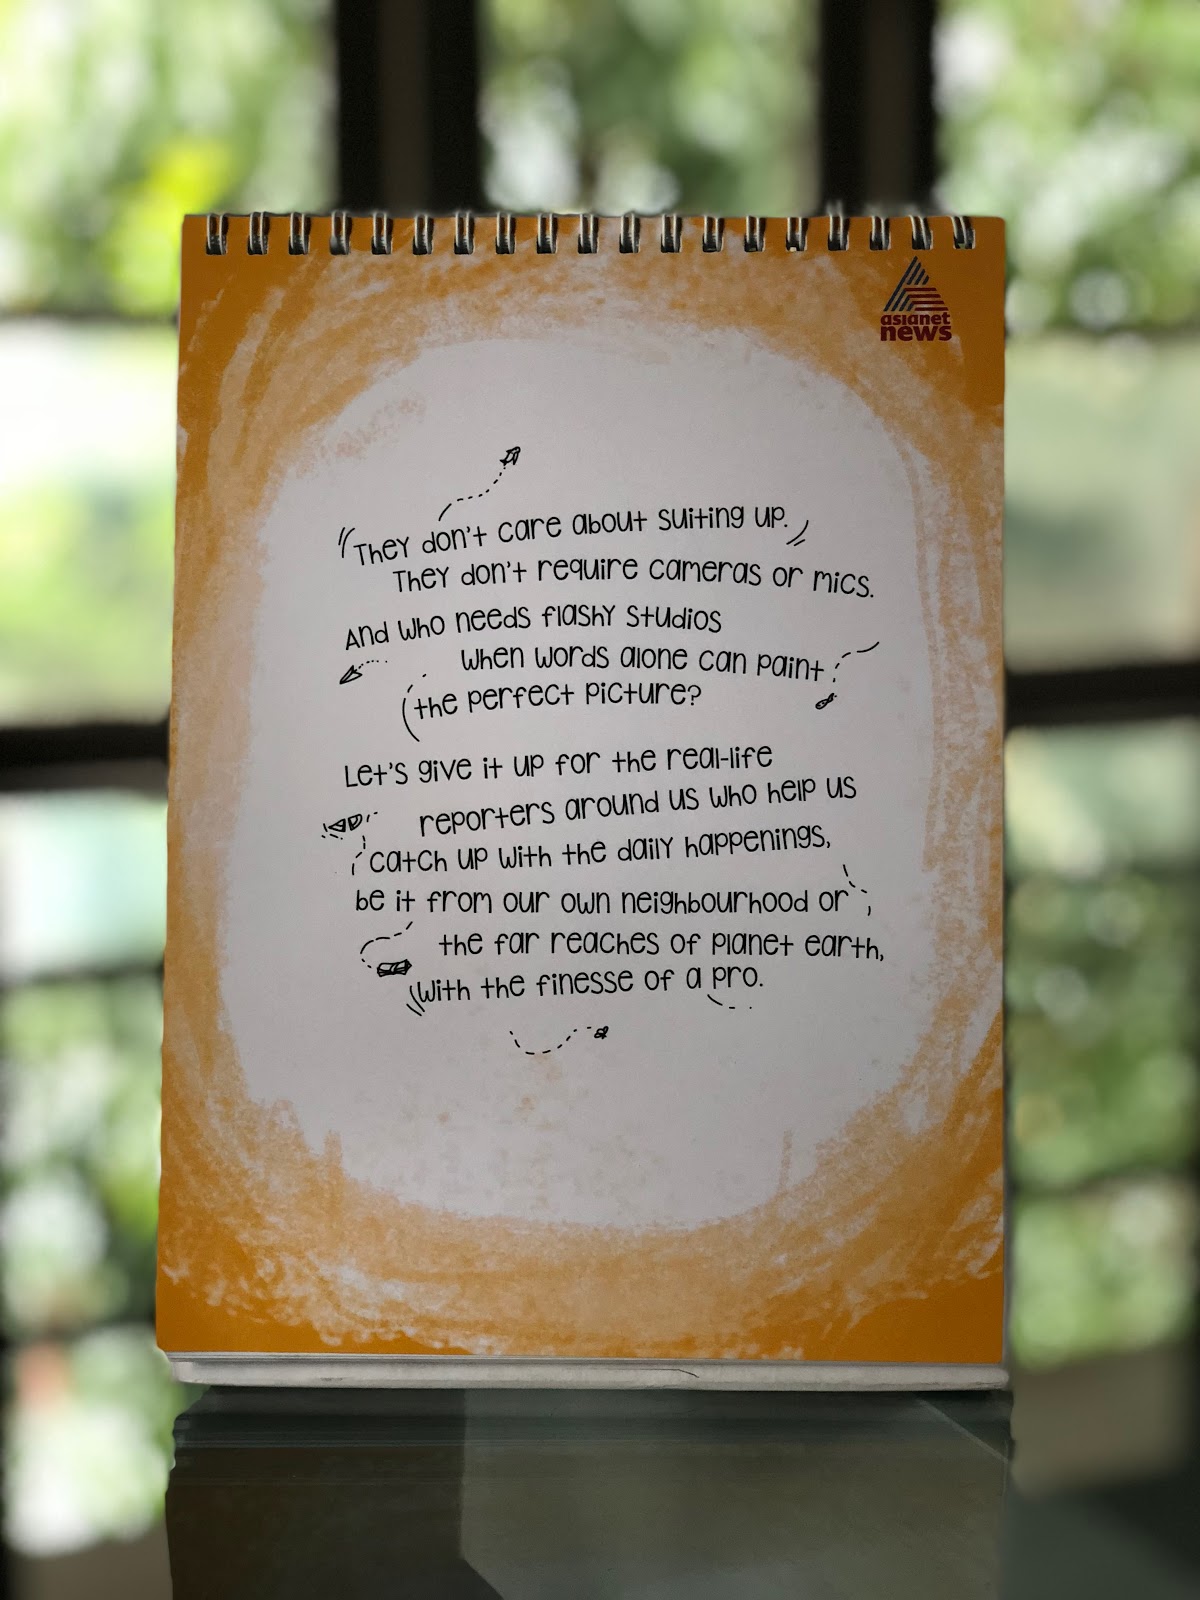 asianet
news
They don't care about suiting up.
They don't require cameras or mics.
And who needs flashy studios
when words alone can paint
the perfect picture?
Let's give it up for the real-life
reporters around us who help us
catch up with the daily happenings,
be it from our own neighbourhood or
the far reaches of planet earth,
with the finesse of a pro.